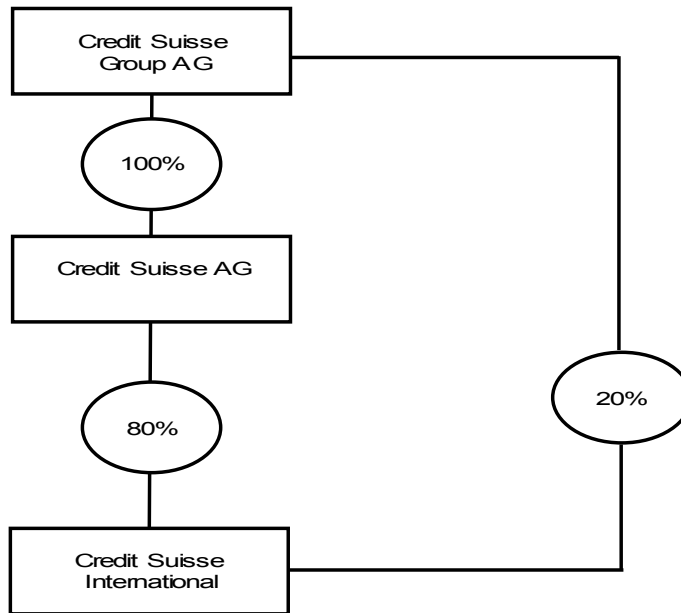 Credit Suisse
Group AG
100%
Credit Suisse AG
80%
20%
Credit Suisse
International